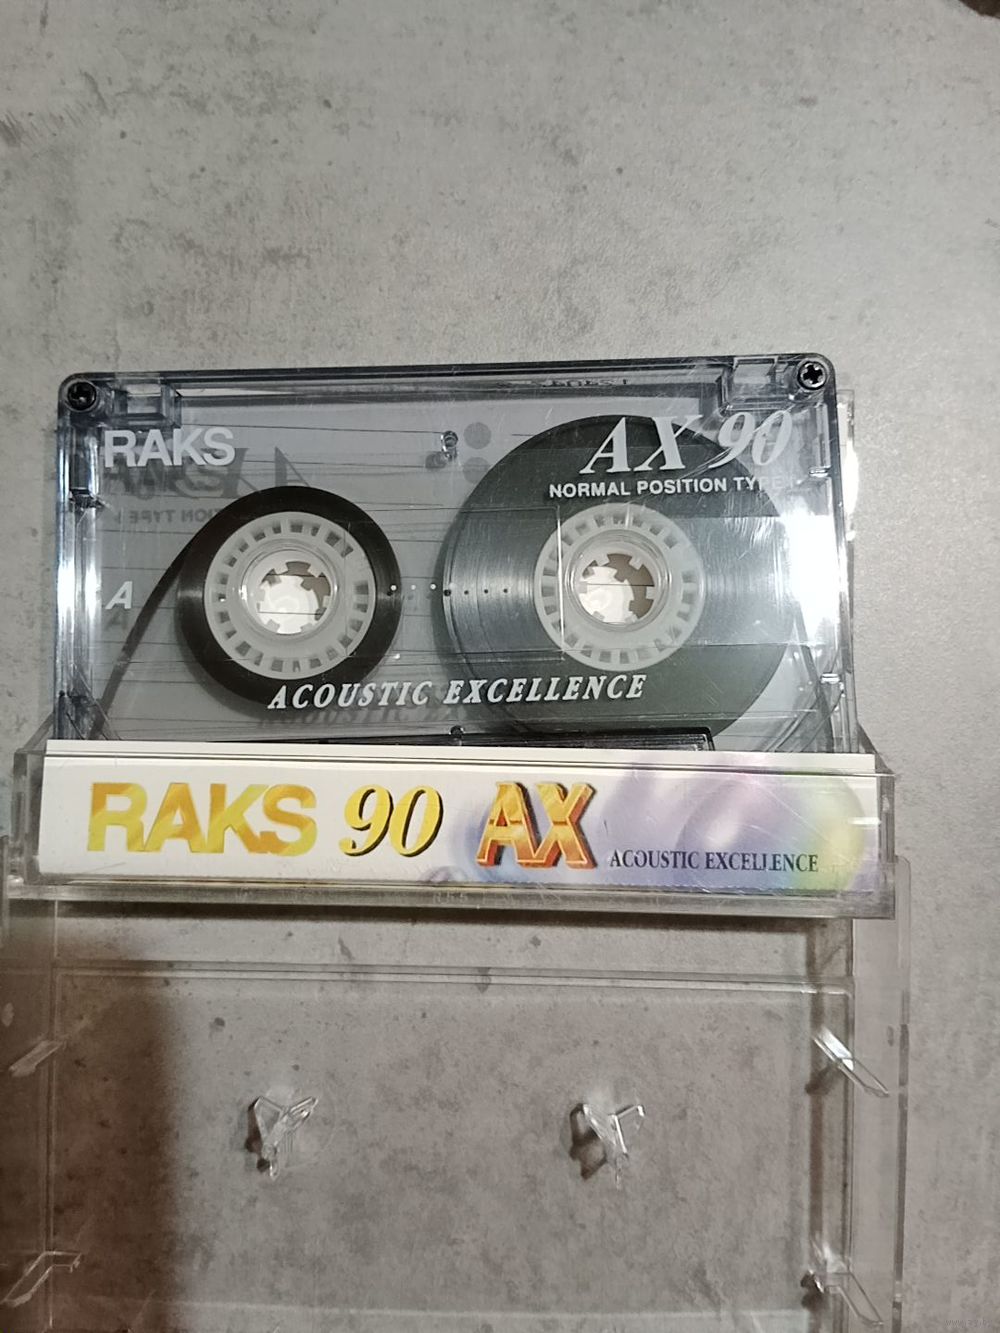 RAKS
AX 90
NORMAL POSITION TYPE I
A
ACOUSTIC EXCELLENCE
RAKS 90 AX
ACOUSTIC EXCELLENCE